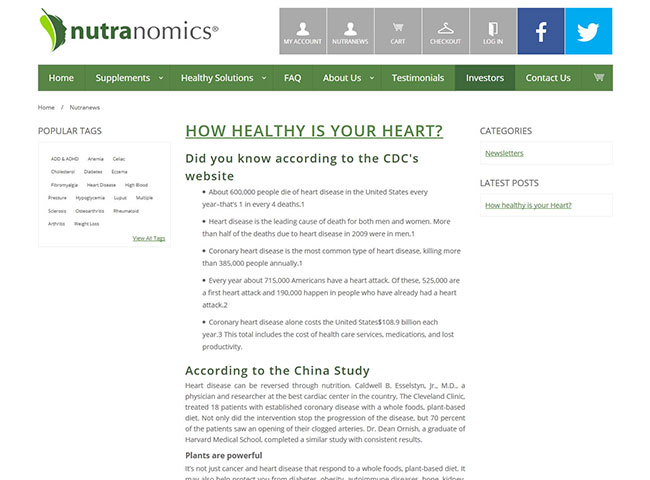 nutranomics®
MY ACCOUNT
NUTRANEWS
CART
CHECKOUT
LOG IN
Home
Supplements
Healthy Solutions
FAQ
About Us
Testimonials
Investors
Contact Us
Home / Nutranews
POPULAR TAGS
ADD & ADHD Anemia Celiac
Cholesterol Diabetes Eczema
Fibromyalgia Heart Disease High Blood
Pressure Hypoglycemia Lupus Multiple
Sclerosis Osteoarthritis Rheumatoid
Arthritis Weight Loss
View All Tags
HOW HEALTHY IS YOUR HEART?
Did you know according to the CDC's
website
• About 600,000 people die of heart disease in the United States every
year–that's 1 in every 4 deaths.1
• Heart disease is the leading cause of death for both men and women. More
than half of the deaths due to heart disease in 2009 were in men.1
• Coronary heart disease is the most common type of heart disease, killing more
than 385,000 people annually.1
• Every year about 715,000 Americans have a heart attack. Of these, 525,000 are
a first heart attack and 190,000 happen in people who have already had a heart
attack.2
• Coronary heart disease alone costs the United States$108.9 billion each
year.3 This total includes the cost of health care services, medications, and lost
productivity.
According to the China Study
Heart disease can be reversed through nutrition. Caldwell B. Esselstyn, Jr., M.D., a
physician and researcher at the best cardiac center in the country, The Cleveland Clinic,
treated 18 patients with established coronary disease with a whole foods, plant-based
diet. Not only did the intervention stop the progression of the disease, but 70 percent
of the patients saw an opening of their clogged arteries. Dr. Dean Ornish, a graduate of
Harvard Medical School, completed a similar study with consistent results.
Plants are powerful
It's not just cancer and heart disease that respond to a whole foods, plant-based diet. It
may also help protect you from diabetes, obesity, autoimmune diseases, bone, kidney,
CATEGORIES
Newsletters
LATEST POSTS
How healthy is your Heart?